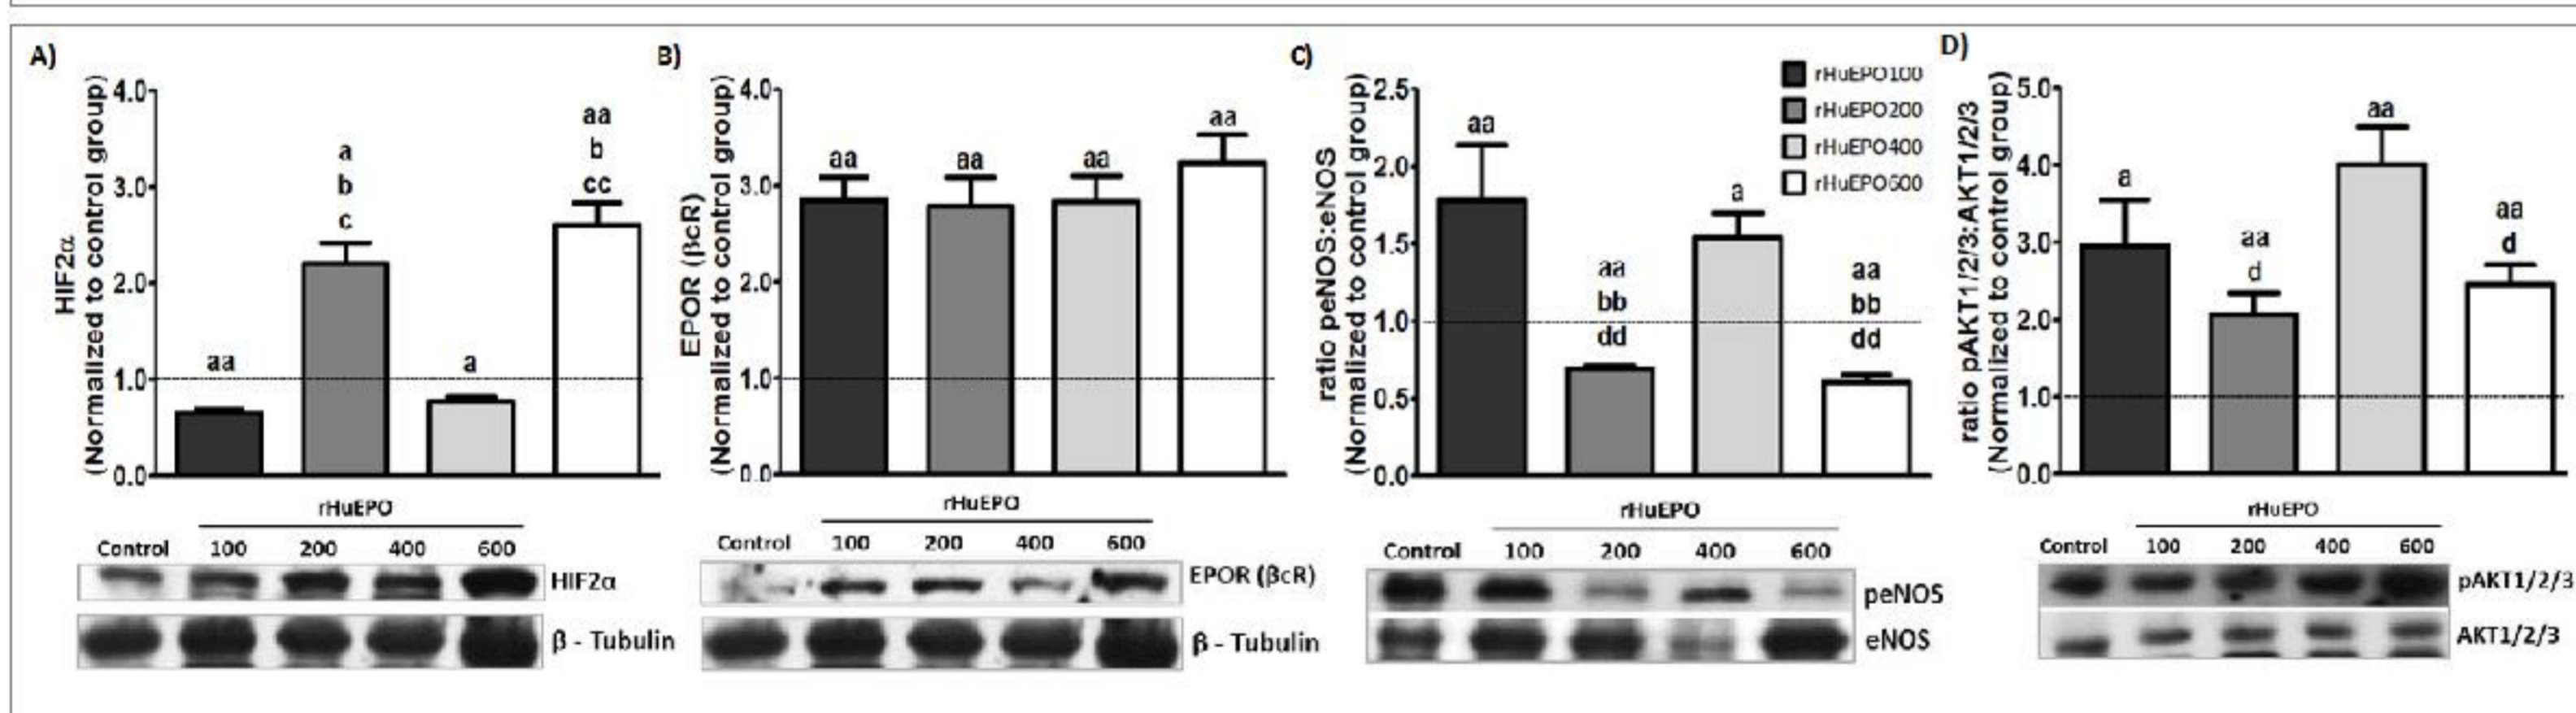 A)
HIF2α
(Normalized to control group)
4.0
3.0
2.0
1.0
0.0
aa
a
b
c
a
aa
b
cc
rHuEPO
Control 100 200 400 600
HIF2α
β - Tubulin
B)
EPOR (βcR)
(Normalized to control group)
4.0
3.0
2.0
1.0
0.0
aa
aa
aa
aa
rHuEPO
Control 100 200 400 600
EPOR (βcR)
β - Tubulin
C)
ratio peNOS:eNOS
(Normalized to control group)
2.5
2.0
1.5
1.0
0.5
0.0
aa
aa
bb
dd
a
aa
bb
dd
rHuEPO100
rHuEPO200
rHuEPO400
rHuEPO600
rHuEPO
Control 100 200 400 600
peNOS
eNOS
D)
ratio pAKT1/2/3:AKT1/2/3
(Normalized to control group)
5.0
4.0
3.0
2.0
1.0
0.0
a
aa
d
aa
aa
d
rHuEPO
Control 100 200 400 600
pAKT1/2/3
AKT1/2/3